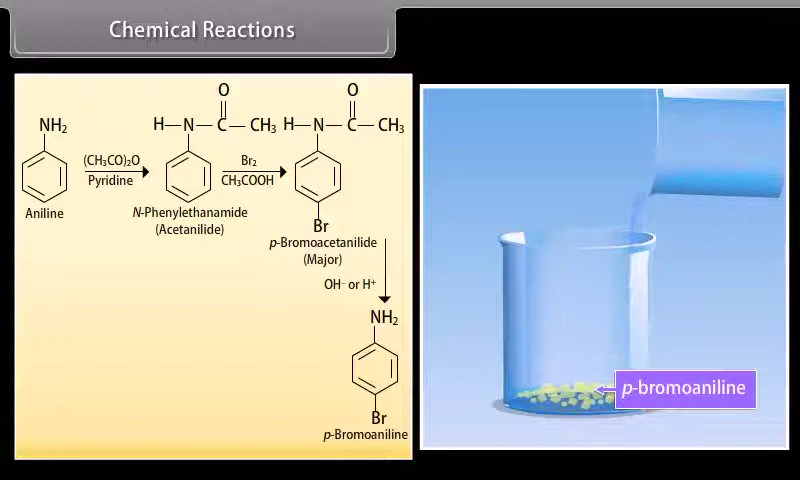 Chemical Reactions
NH₂
Aniline
(CH₃CO)₂O
Pyridine
O
H—N—C—CH₃
N-Phenylethanamide
(Acetanilide)
Br₂
CH₃COOH
O
H—N—C—CH₃
Br
p-Bromoacetanilide
(Major)
OH⁻ or H⁺
NH₂
Br
p-Bromoaniline
p-bromoaniline